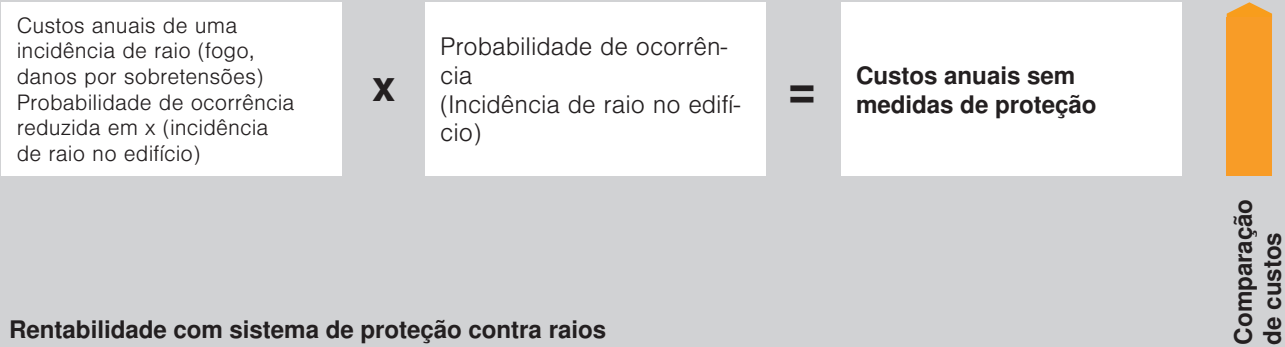 Custos anuais de uma
incidência de raio (fogo,
danos por sobretensões)
Probabilidade de ocorrência
reduzida em x (incidência
de raio no edifício)
x
Probabilidade de ocorrên-
cia
(Incidência de raio no edifí-
cio)
=
Custos anuais sem
medidas de proteção
Comparação
de custos
Rentabilidade com sistema de proteção contra raios